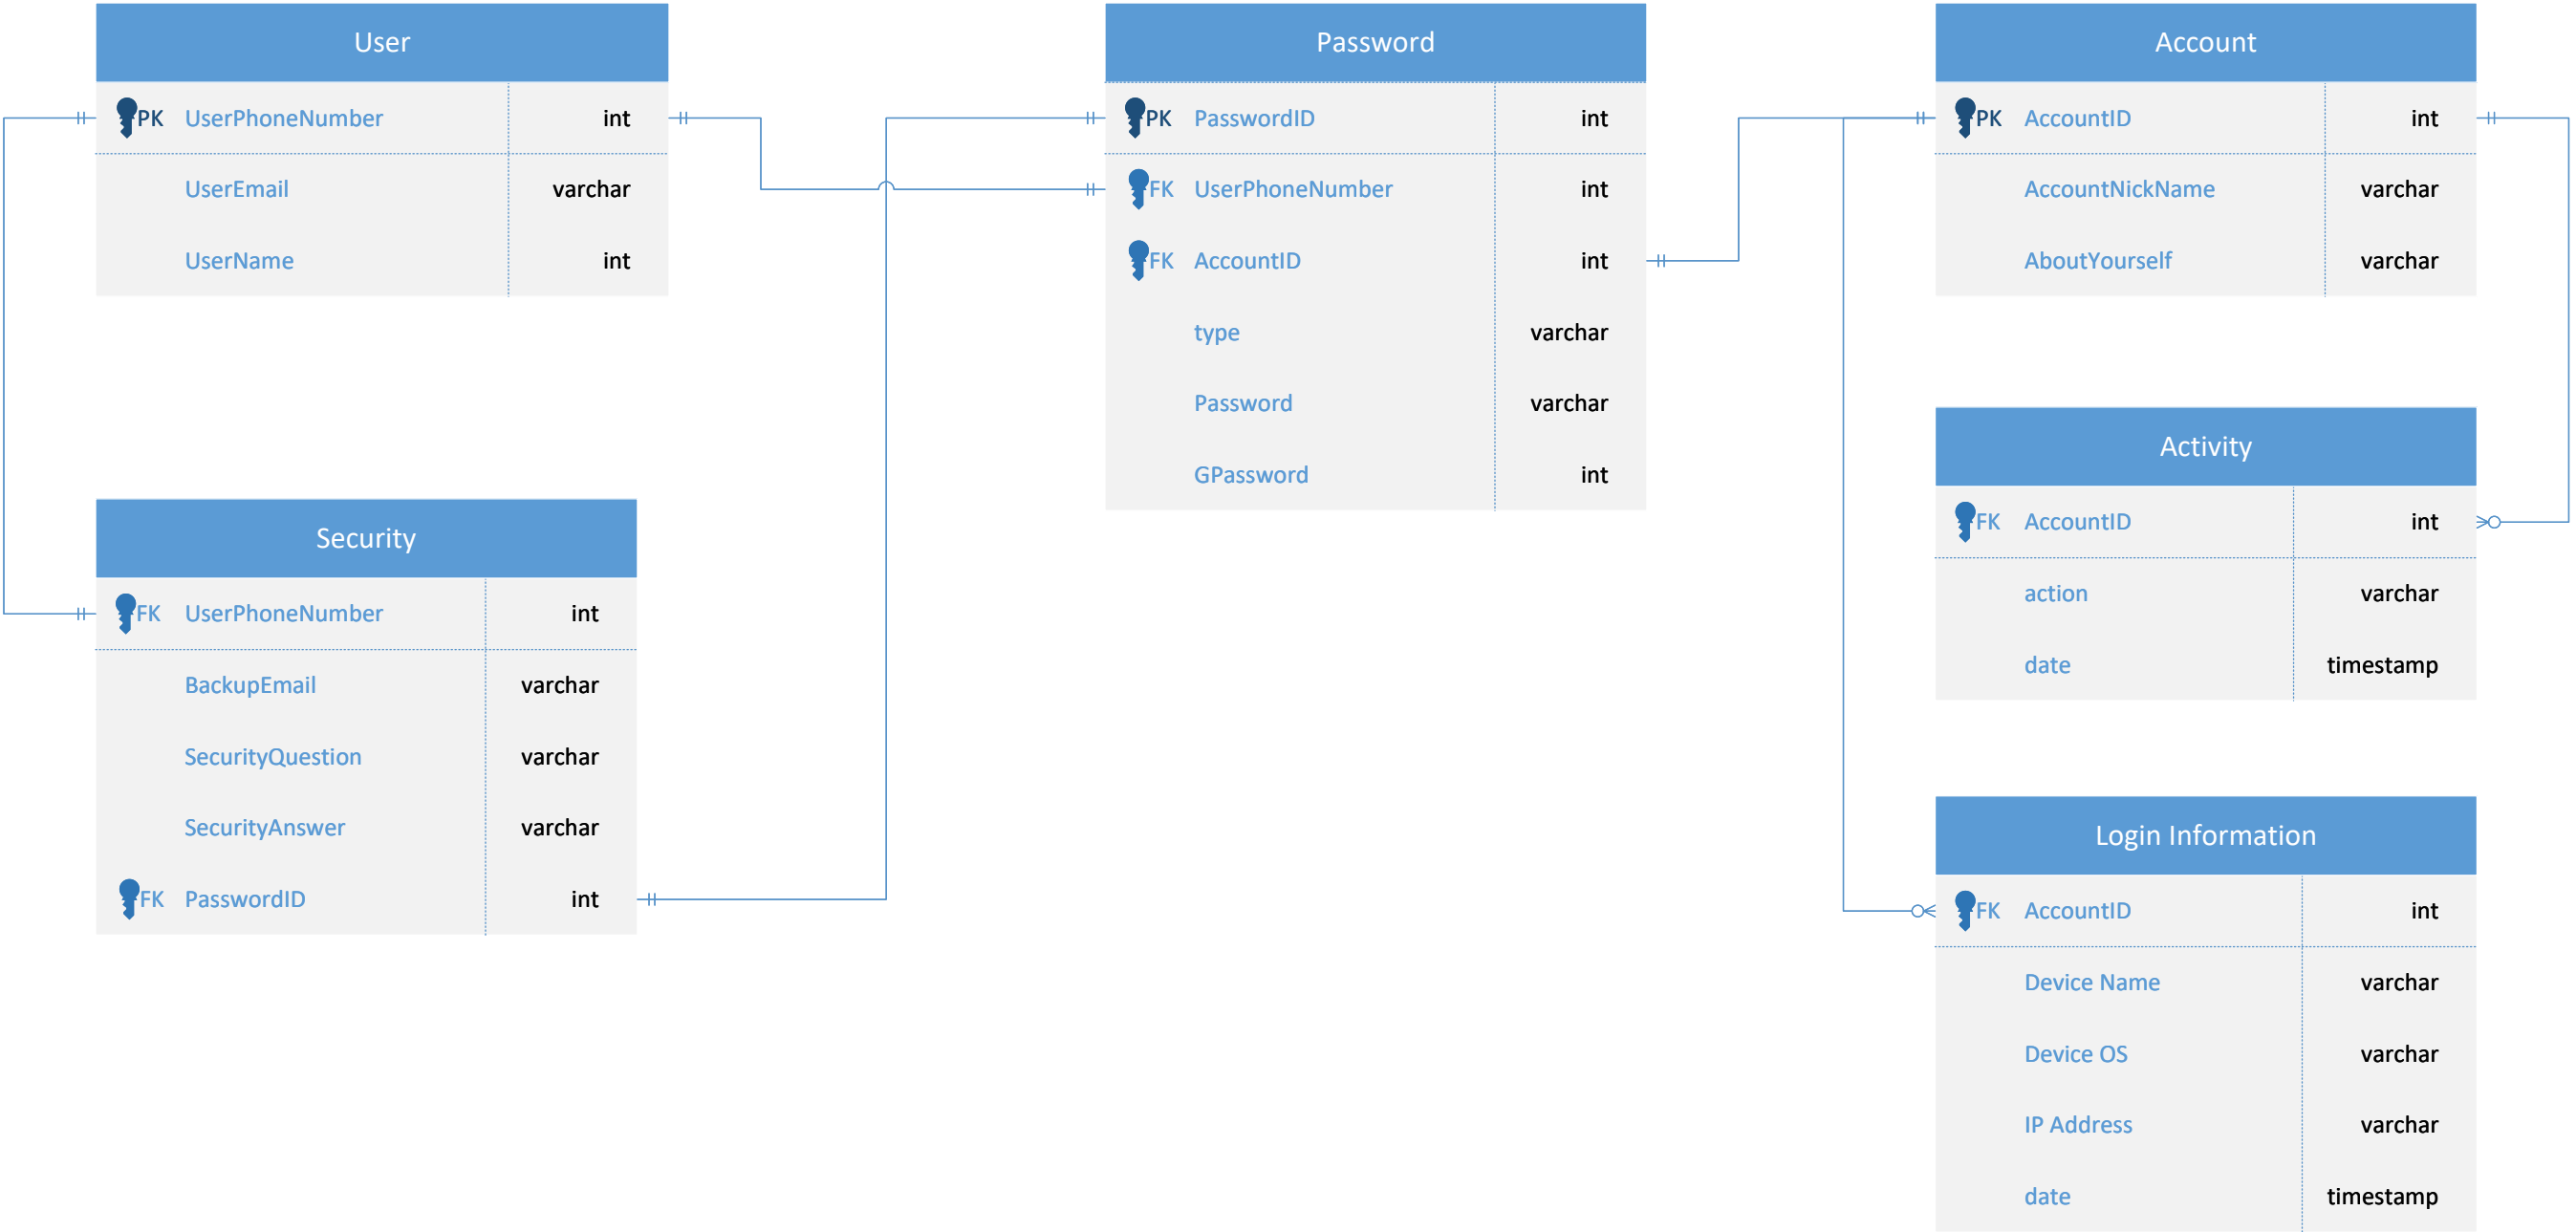 User
PK UserPhoneNumber int
UserEmail varchar
UserName int
Password
PK PasswordID int
FK UserPhoneNumber int
FK AccountID int
type varchar
Password varchar
GPassword int
Account
PK AccountID int
AccountNickName varchar
AboutYourself varchar
Security
FK UserPhoneNumber int
BackupEmail varchar
SecurityQuestion varchar
SecurityAnswer varchar
FK PasswordID int
Activity
FK AccountID int
action varchar
date timestamp
Login Information
FK AccountID int
Device Name varchar
Device OS varchar
IP Address varchar
date timestamp